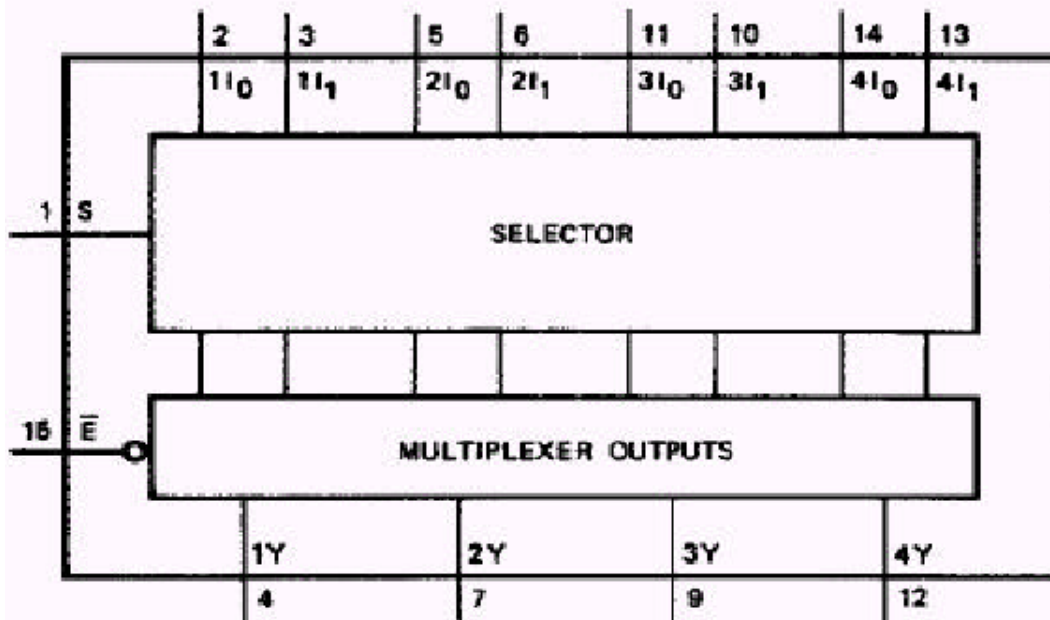 2 3 5 6 11 10 14 13
1I₀ 1I₁ 2I₀ 2I₁ 3I₀ 3I₁ 4I₀ 4I₁
1 S
SELECTOR
15 E̅
MULTIPLEXER OUTPUTS
1Y 2Y 3Y 4Y
4 7 9 12